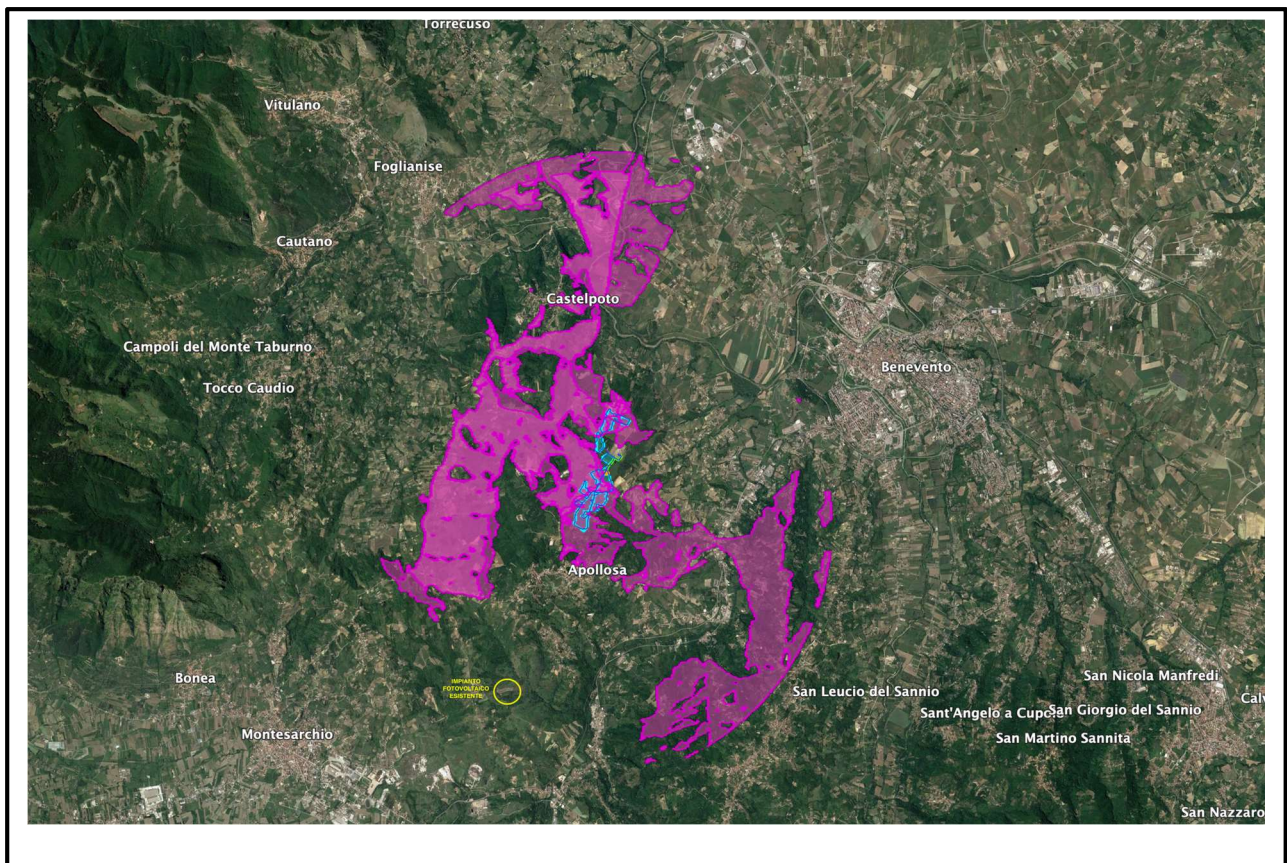 Torrecuso
Vitulano
Foglianise
Cautano
Castelpoto
Campoli del Monte Taburno
Benevento
Tocco Caudio
Apollosa
San Nicola Manfredi
Bonea
IMPIANTO
FOTOVOLTAICO
ESISTENTE
San Leucio del Sannio
Calv
Sant'Angelo a Cupolo
San Giorgio del Sannio
Montesarchio
San Martino Sannita
San Nazzaro